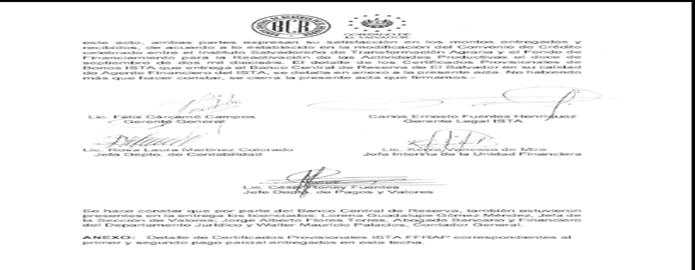 BCR
GOBIERNO DE
EL SALVADOR
este acto, ambas partes expresan su satisfacción en los montos entregados y
recibidos, de acuerdo a lo establecido en la modificación del Convenio de Crédito
celebrado entre el Instituto Salvadoreño de Transformación Agraria y el Fondo de
Financiamiento para la Reactivación de las Actividades Productivas el doce de
septiembre de dos mil dieciséis. El detalle de los Certificados Provisionales de
Bonos ISTA que entrega el Banco Central de Reserva de El Salvador en su calidad
de Agente Financiero del ISTA, se detalla en anexo a la presente acta. No habiendo
más que hacer constar, se cierra la presente acta que firmamos.
Lic. Félix Cárcamo Campos
Gerente General
Carlos Ernesto Fuentes Henríquez
Gerente Legal ISTA
Lic. Rosa Laura Martínez Colorado
Jefa Depto. de Contabilidad
Lic. Vanessa de Mira
Jefa Interina de la Unidad Financiera
Lic. César Fuentes
Jefe Depto. de Pagos y Valores
Se hace constar que por parte del Banco Central de Reserva, también estuvieron
presentes en la entrega los licenciados: Lorena Guadalupe Gómez Méndez, Jefa de
la Sección de Valores; Jorge Alberto Flores Torres, Abogado Bancario y Financiero
del Departamento Jurídico y Walter Mauricio Palacios, Contador General.
ANEXO: Detalle de Certificados Provisionales ISTA FFRAP correspondientes al
primer y segundo pago parcial entregados en esta fecha.